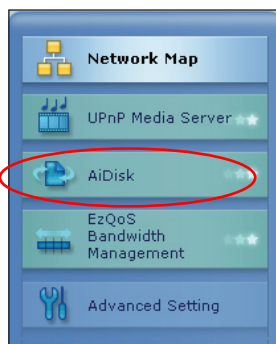 Network Map
UPnP Media Server
AiDisk
EzQoS
Bandwidth
Management
Advanced Setting